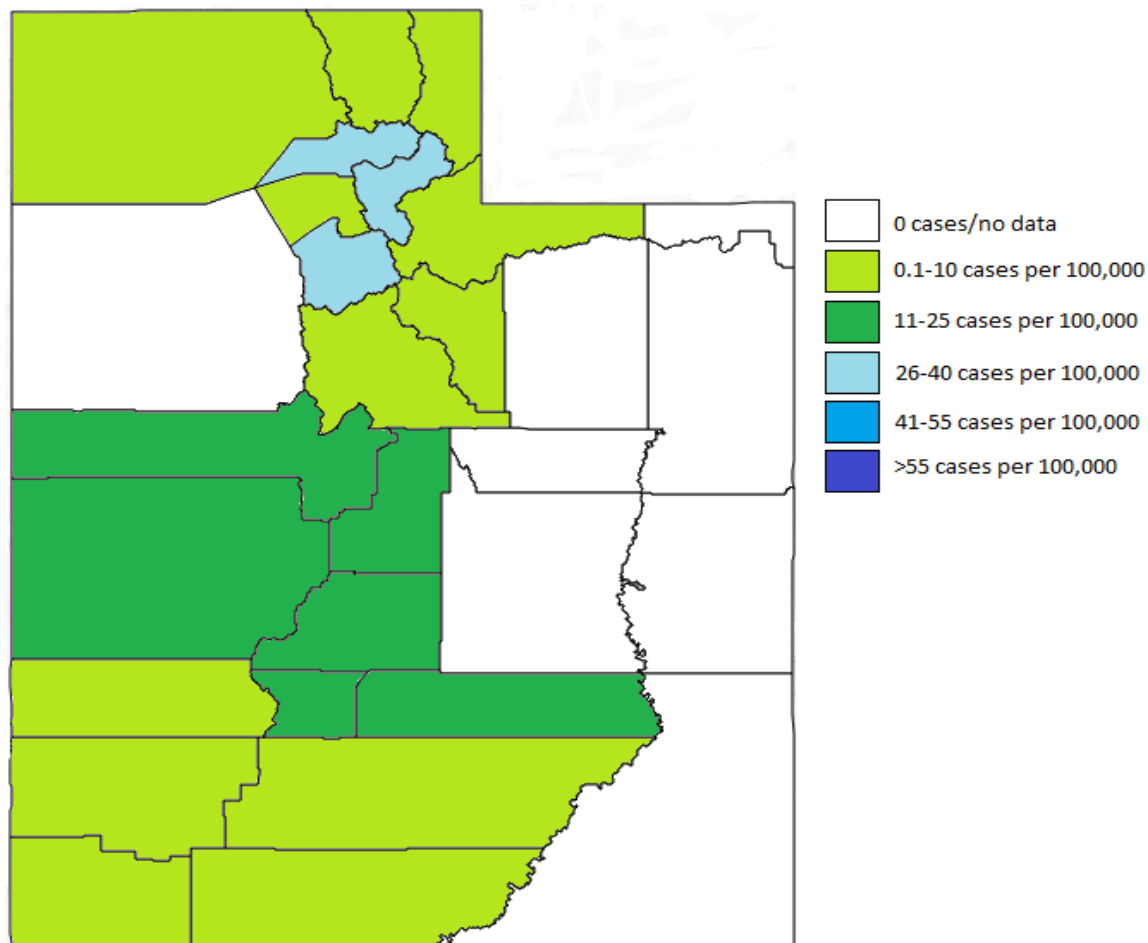 0 cases/no data
0.1-10 cases per 100,000
11-25 cases per 100,000
26-40 cases per 100,000
41-55 cases per 100,000
>55 cases per 100,000